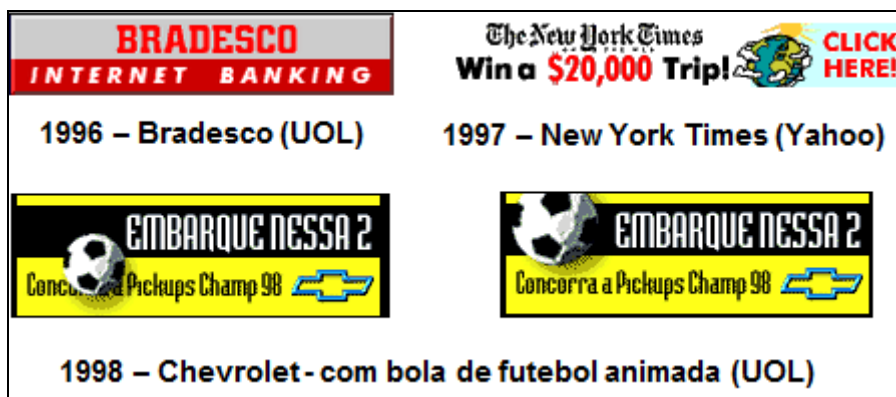 BRADESCO
INTERNET BANKING
1996 – Bradesco (UOL)
The New York Times
Win a $20,000 Trip!
CLICK
HERE!
1997 – New York Times (Yahoo)
EMBARQUE NESSA 2
Concorra a Pickups Champ 98
EMBARQUE NESSA 2
Concorra a Pickups Champ 98
1998 – Chevrolet - com bola de futebol animada (UOL)